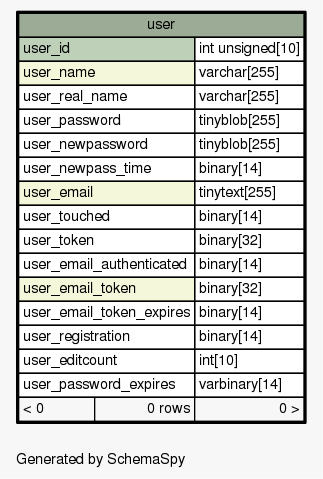 user
user_id int unsigned[10]
user_name varchar[255]
user_real_name varchar[255]
user_password tinyblob[255]
user_newpassword tinyblob[255]
user_newpass_time binary[14]
user_email tinytext[255]
user_touched binary[14]
user_token binary[32]
user_email_authenticated binary[14]
user_email_token binary[32]
user_email_token_expires binary[14]
user_registration binary[14]
user_editcount int[10]
user_password_expires varbinary[14]
< 0 0 rows 0 >
Generated by SchemaSpy